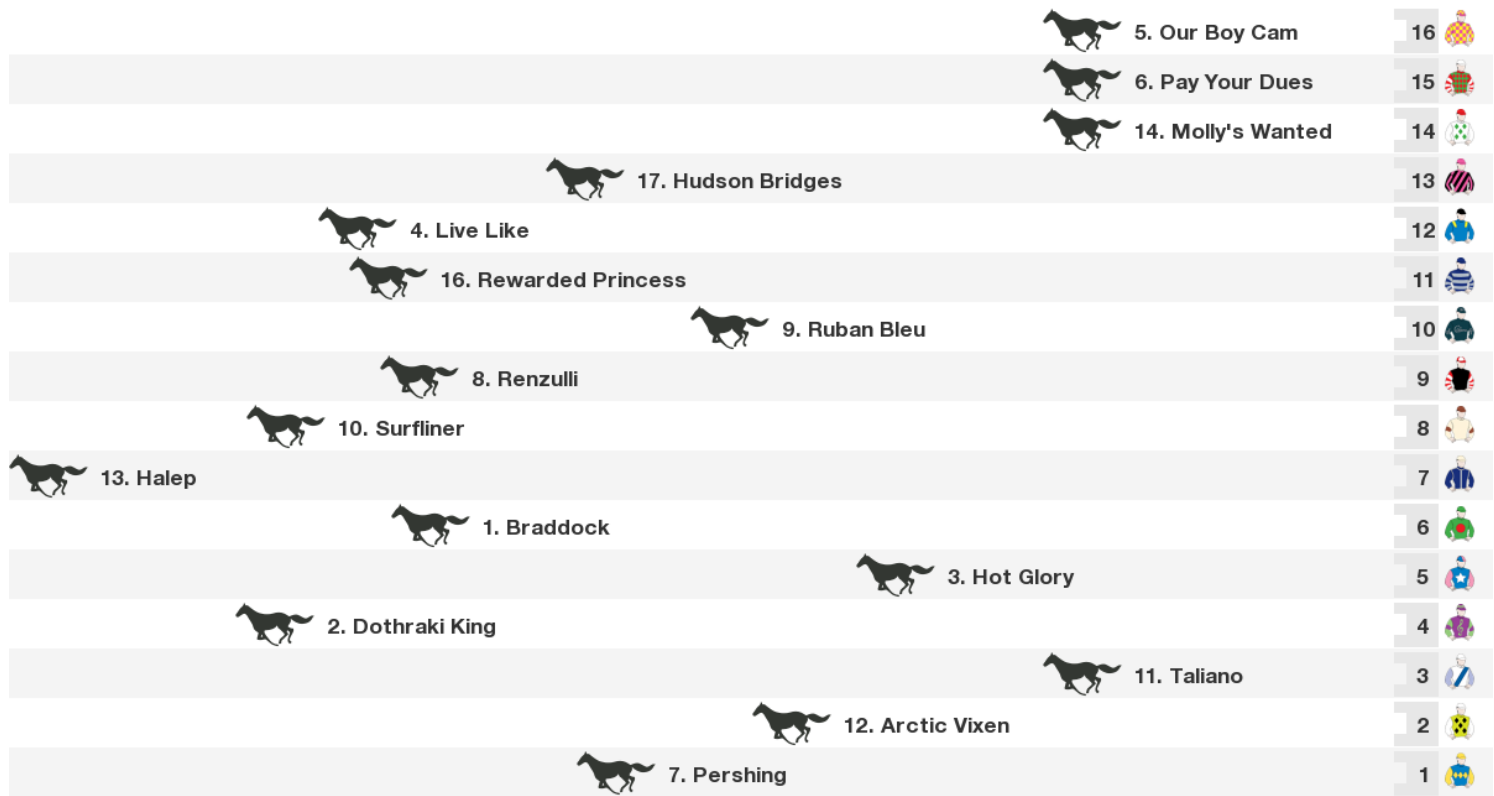 5. Our Boy Cam 16
6. Pay Your Dues 15
14. Molly's Wanted 14
17. Hudson Bridges 13
4. Live Like 12
16. Rewarded Princess 11
9. Ruban Bleu 10
8. Renzulli 9
10. Surfliner 8
13. Halep 7
1. Braddock 6
3. Hot Glory 5
2. Dothraki King 4
11. Taliano 3
12. Arctic Vixen 2
7. Pershing 1